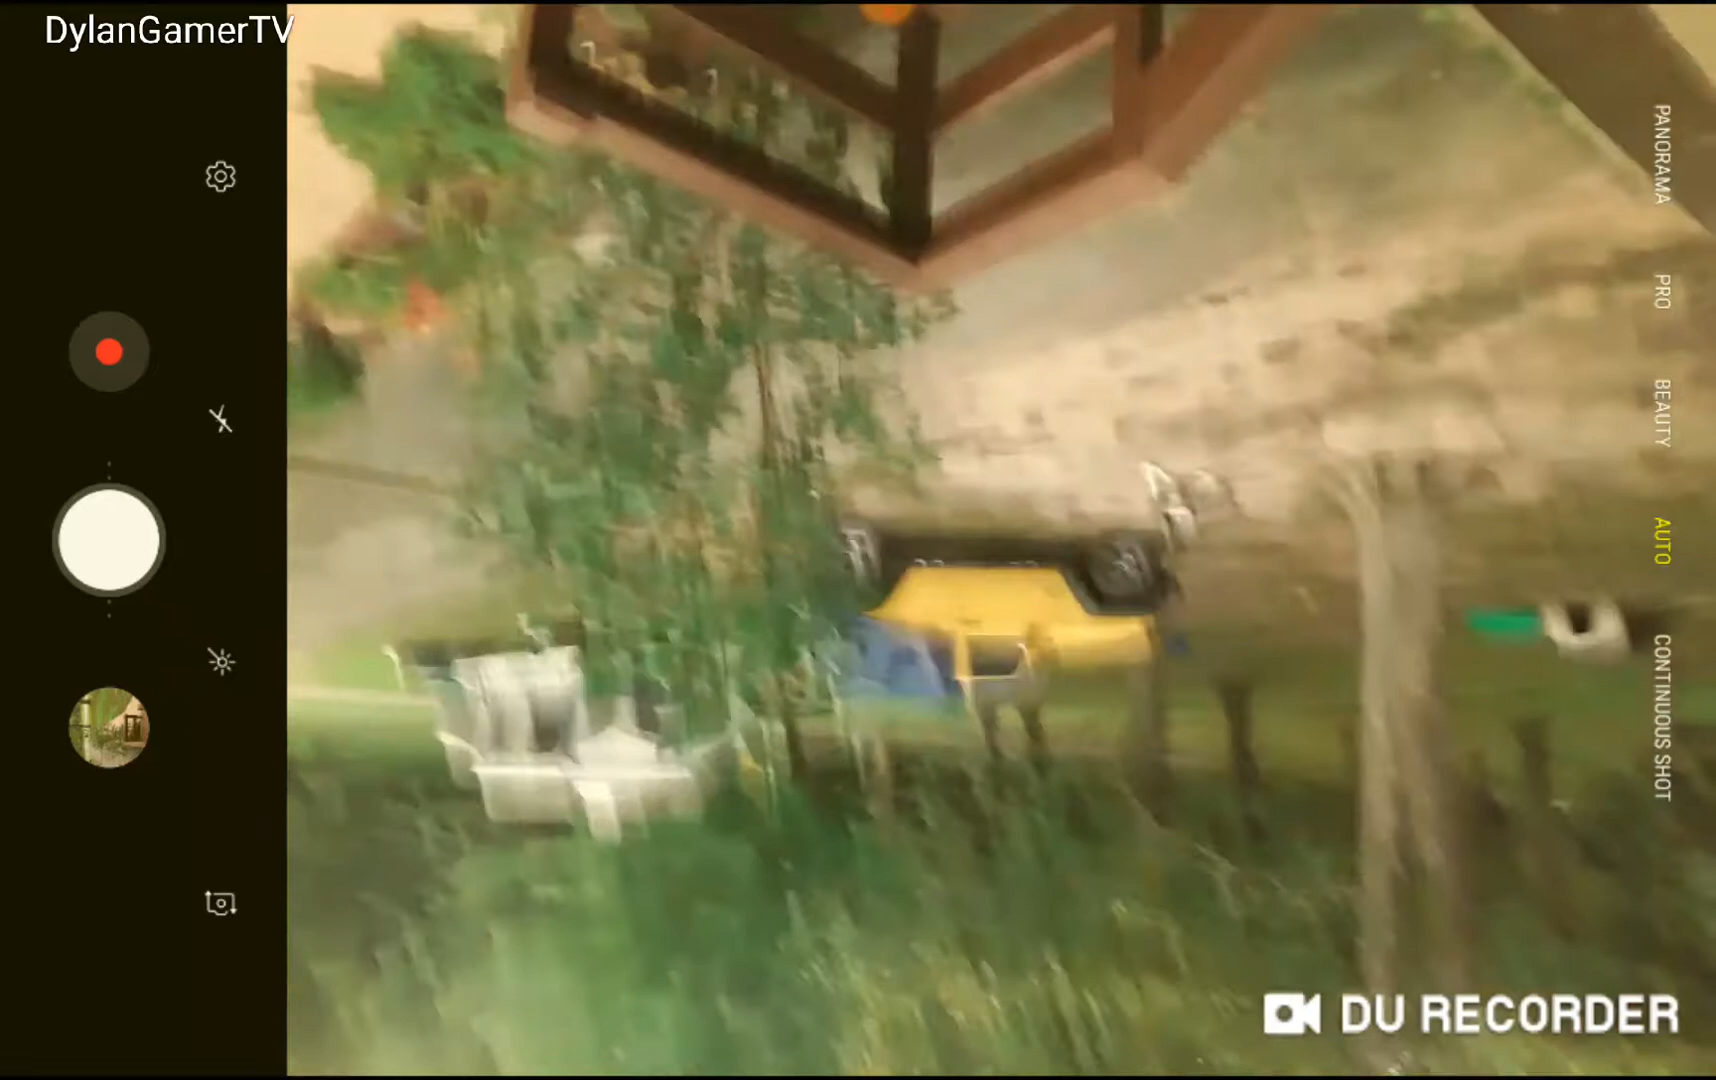 DylanGamerTV
PANORAMA
PRO
BEAUTY
AUTO
CONTINUOUS SHOT
DU RECORDER